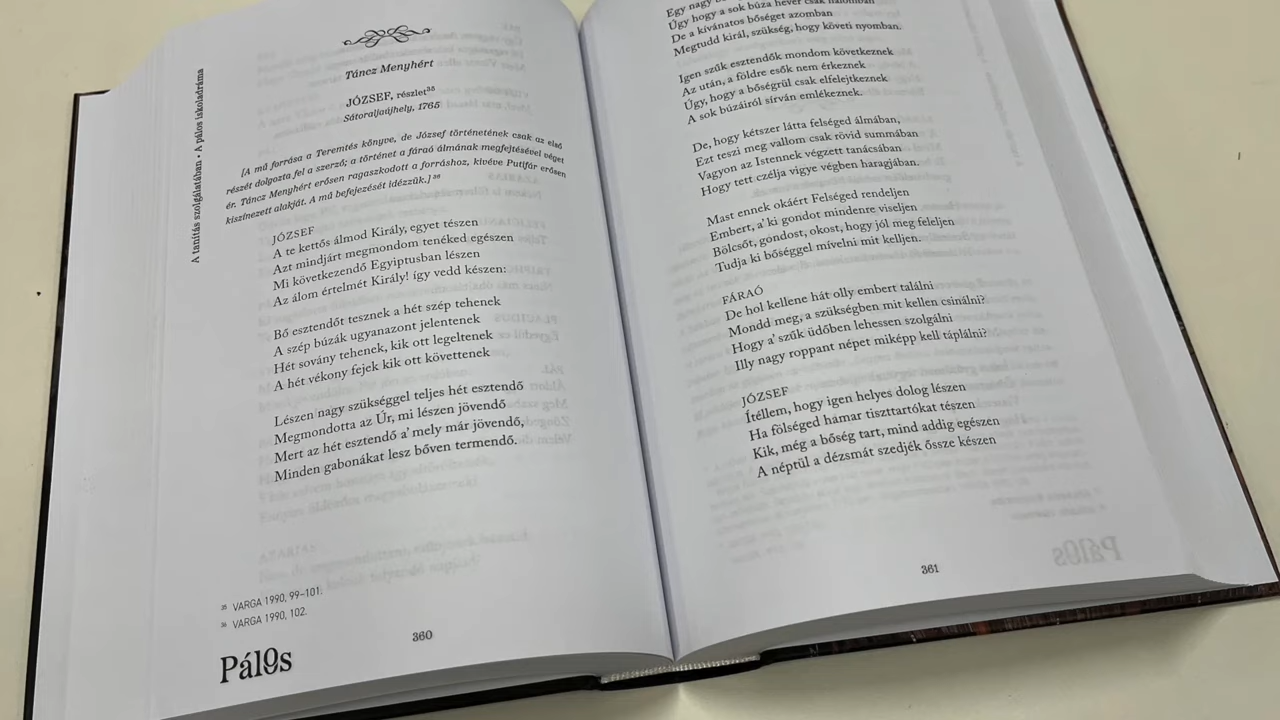 A tanítás szolgálatában • A pálos iskoladráma
Táncz Menyhért
JÓZSEF, részlet³⁵
Sátoraljaújhely, 1765
[A mű forrása a Teremtés könyve, de József történetének csak az első
részét dolgozta fel a szerző; a történet a fáraó álmának megfejtésével véget
ér. Táncz Menyhért erősen ragaszkodott a forráshoz, kivéve Putifár erősen
kiszínezett alakját. A mű befejezését idézzük.]³⁶
JÓZSEF
A te kettős álmod Király, egyet tészen
Azt mindjárt megmondom tenéked egészen
Mi következendő Egyiptusban lészen
Az álom értelmét Király! így vedd készen:
Bő esztendőt tesznek a hét szép tehenek
A szép búzák ugyanazont jelentenek
Hét sovány tehenek, kik ott legeltenek
A hét vékony fejek kik ott követtenek
Lészen nagy szükséggel teljes hét esztendő
Megmondotta az Úr, mi lészen jövendő
Mert az hét esztendő a' mely már jövendő,
Minden gabonákat lesz bőven termendő.
³⁵ VARGA 1990, 99–101.
³⁶ VARGA 1990, 102.
360
Pálos
Egy nagy
Úgy hogy a sok búza hever csak halomban
De a kívánatos bőséget azomban
Megtudd királ, szükség, hogy követi nyomban.
Igen szűk esztendők mondom következnek
Az után, a földre esők nem érkeznek
Úgy, hogy a bőségrül csak elfelejtkeznek
A sok búzáiról sírván emlékeznek.
De, hogy kétszer látta felséged álmában,
Ezt teszi meg vallom csak rövid summában
Vagyon az Istennek végzett tanácsában
Hogy tett czélja vigye végben haragjában.
Mast ennek okáért Felséged rendeljen
Embert, a' ki gondot mindenre viseljen
Bölcsőt, gondost, okost, hogy jól meg feleljen
Tudja ki bőséggel mívelni mit kelljen.
FÁRAÓ
De hol kellene hát olly embert találni
Mondd még, a szükségben mit kellen csinálni?
Hogy a' szűk üdőben lehessen szolgálni
Illy nagy roppant népet miképp kell táplálni?
JÓZSEF
Ítéllem, hogy igen helyes dolog lészen
Ha fölséged hamar tiszttartókat tészen
Kik, még a bőség tart, mind addig egészen
A néptül a dézsmát szedjék össze készen
361